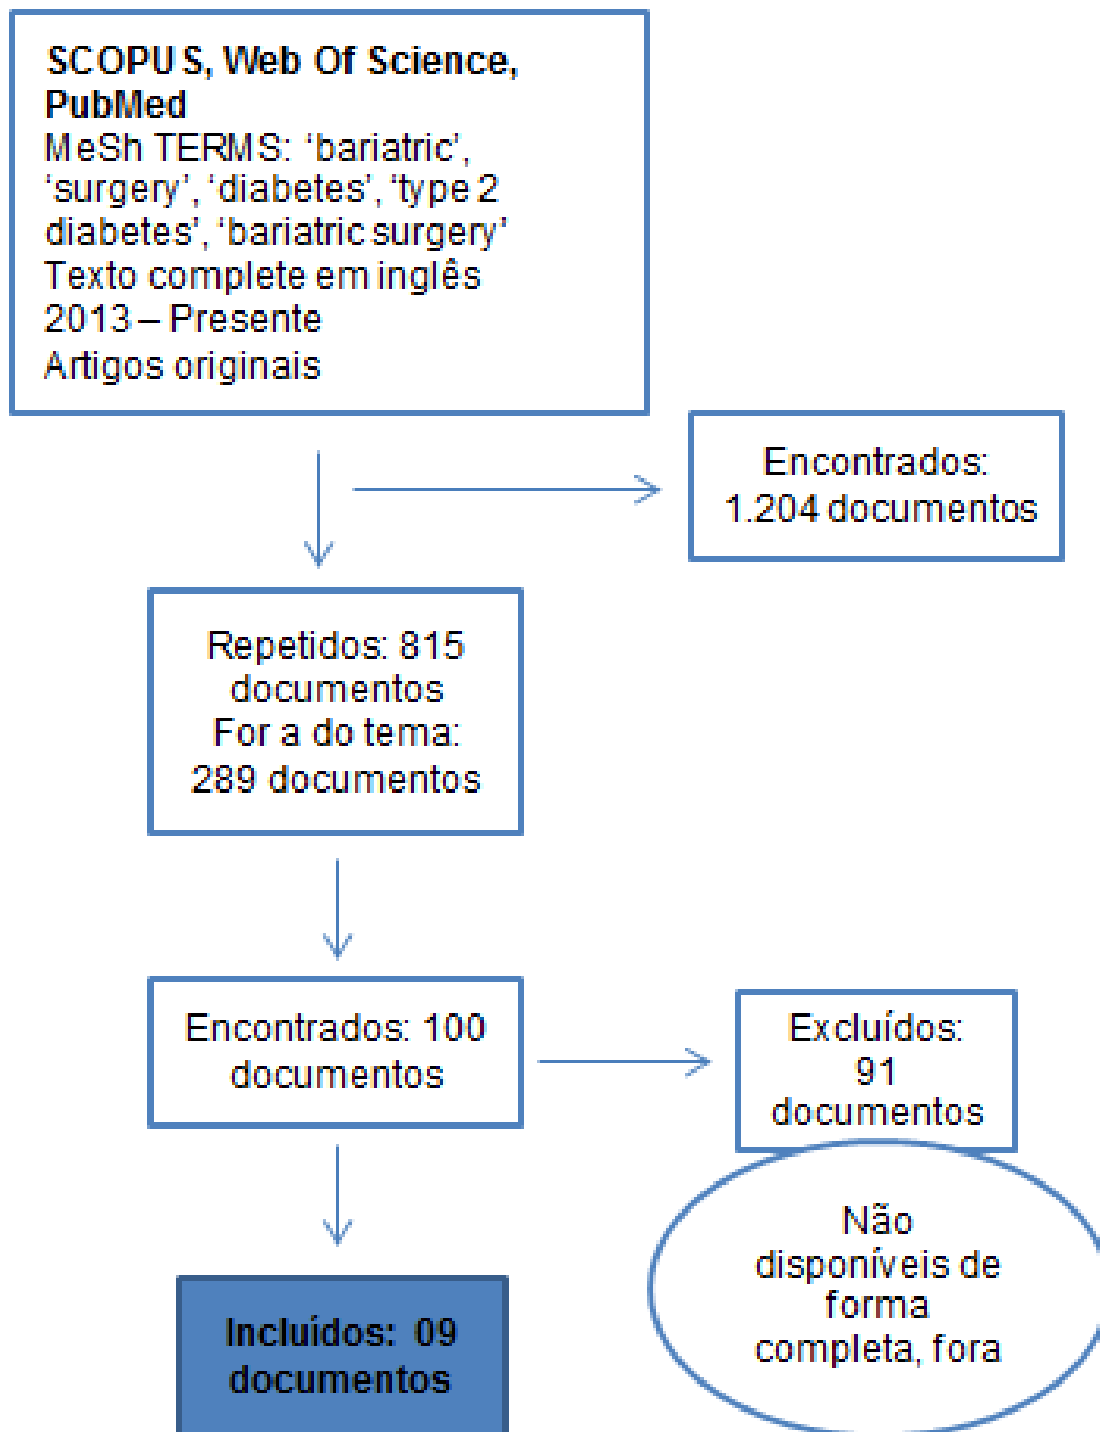 SCOPUS, Web Of Science,
PubMed
MeSh TERMS: ‘bariatric’,
‘surgery’, ‘diabetes’, ‘type 2
diabetes’, ‘bariatric surgery’
Texto complete em inglês
2013 – Presente
Artigos originais
Encontrados:
1.204 documentos
Repetidos: 815
documentos
For a do tema:
289 documentos
Encontrados: 100
documentos
Excluídos:
91
documentos
Não
disponíveis de
forma
completa, fora
Incluídos: 09
documentos